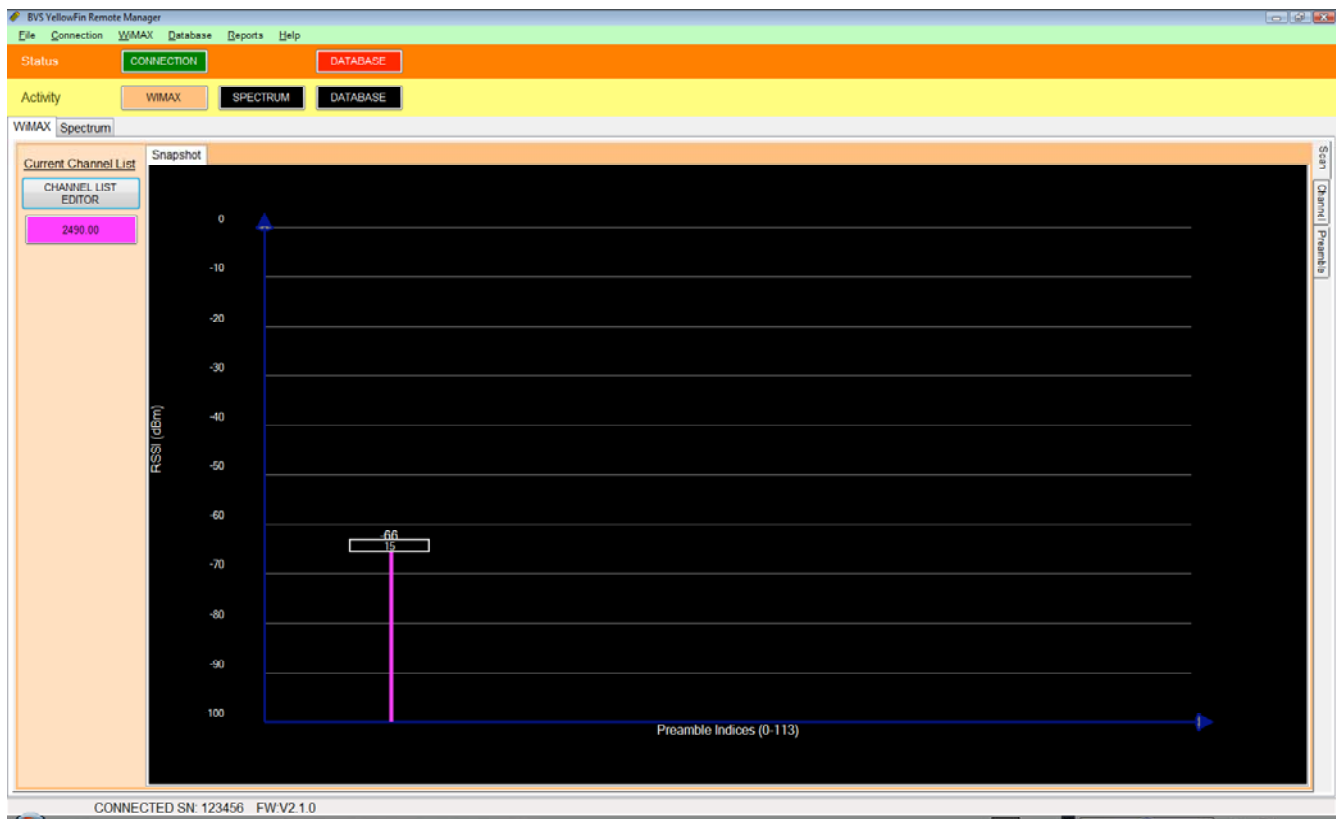 BVS YellowFin Remote Manager
File Connection WiMAX Database Reports Help
Status CONNECTION DATABASE
Activity WIMAX SPECTRUM DATABASE
WiMAX Spectrum
Current Channel List
CHANNEL LIST
EDITOR
2490.00
Snapshot
0
-10
-20
-30
-40
-50
-60
-70
-80
-90
100
RSSI (dBm)
-66
15
Preamble Indices (0-113)
Scan
Channel
Preamble
CONNECTED SN: 123456 FW:V2.1.0